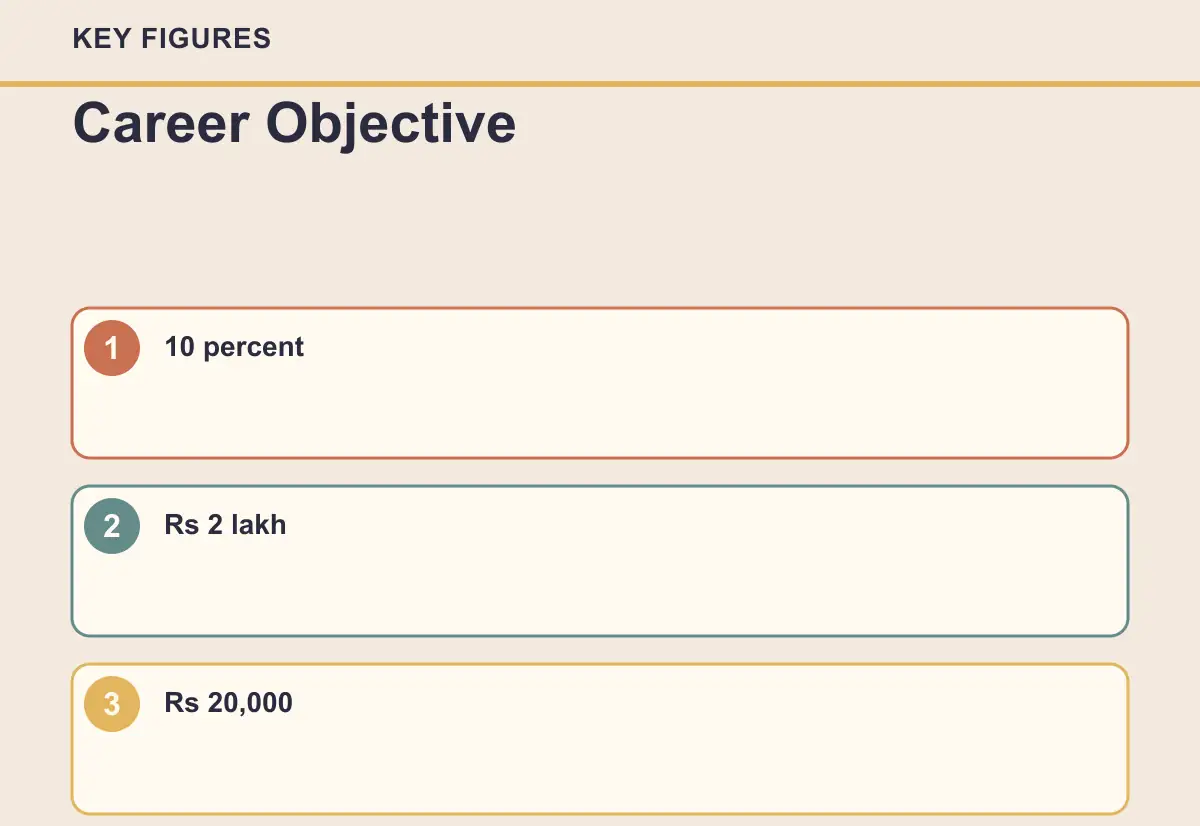 KEY FIGURES
Career Objective
1 10 percent
2 Rs 2 lakh
3 Rs 20,000